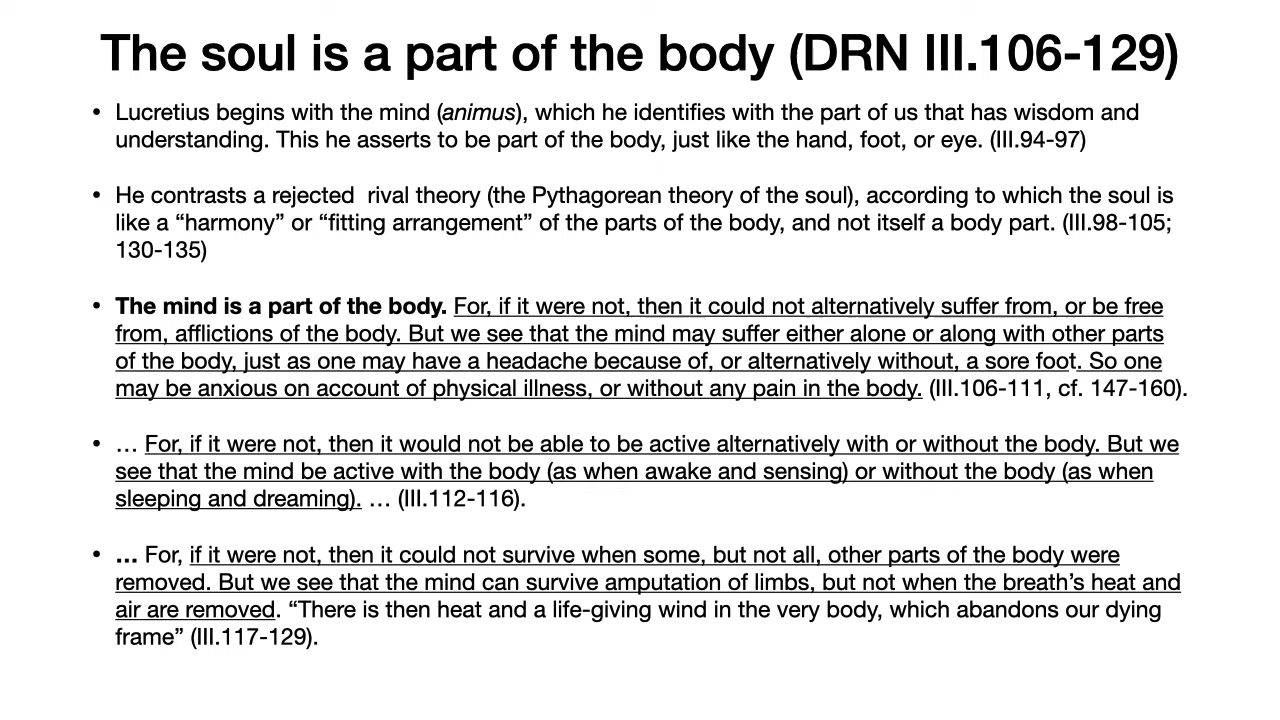 The soul is a part of the body (DRN III.106-129)
• Lucretius begins with the mind (animus), which he identifies with the part of us that has wisdom and
understanding. This he asserts to be part of the body, just like the hand, foot, or eye. (III.94-97)
• He contrasts a rejected  rival theory (the Pythagorean theory of the soul), according to which the soul is
like a “harmony” or “fitting arrangement” of the parts of the body, and not itself a body part. (III.98-105;
130-135)
• The mind is a part of the body. For, if it were not, then it could not alternatively suffer from, or be free
from, afflictions of the body. But we see that the mind may suffer either alone or along with other parts
of the body, just as one may have a headache because of, or alternatively without, a sore foot. So one
may be anxious on account of physical illness, or without any pain in the body. (III.106-111, cf. 147-160).
• … For, if it were not, then it would not be able to be active alternatively with or without the body. But we
see that the mind be active with the body (as when awake and sensing) or without the body (as when
sleeping and dreaming). … (III.112-116).
• … For, if it were not, then it could not survive when some, but not all, other parts of the body were
removed. But we see that the mind can survive amputation of limbs, but not when the breath’s heat and
air are removed. “There is then heat and a life-giving wind in the very body, which abandons our dying
frame” (III.117-129).